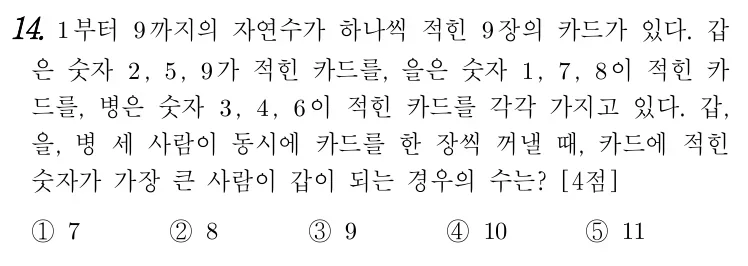 14. 1부터 9까지의 자연수가 하나씩 적힌 9장의 카드가 있다. 갑
은 숫자 2, 5, 9가 적힌 카드를, 을은 숫자 1, 7, 8이 적힌 카
드를, 병은 숫자 3, 4, 6이 적힌 카드를 각각 가지고 있다. 갑,
을, 병 세 사람이 동시에 카드를 한 장씩 꺼낼 때, 카드에 적힌
숫자가 가장 큰 사람이 갑이 되는 경우의 수는? [4점]
① 7 ② 8 ③ 9 ④ 10 ⑤ 11